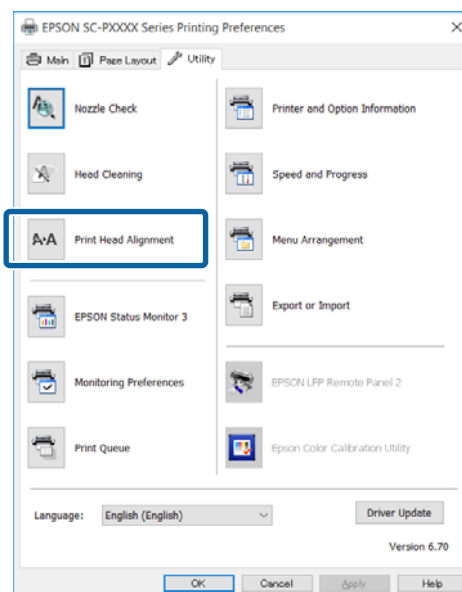 EPSON SC-PXXXX Series Printing Preferences
Main Page Layout Utility
Nozzle Check
Printer and Option Information
Head Cleaning
Speed and Progress
A·A Print Head Alignment
Menu Arrangement
EPSON Status Monitor 3
Export or Import
Monitoring Preferences
EPSON LFP Remote Panel 2
Print Queue
Epson Color Calibration Utility
Language: English (English)
Driver Update
Version 6.70
OK Cancel Apply Help